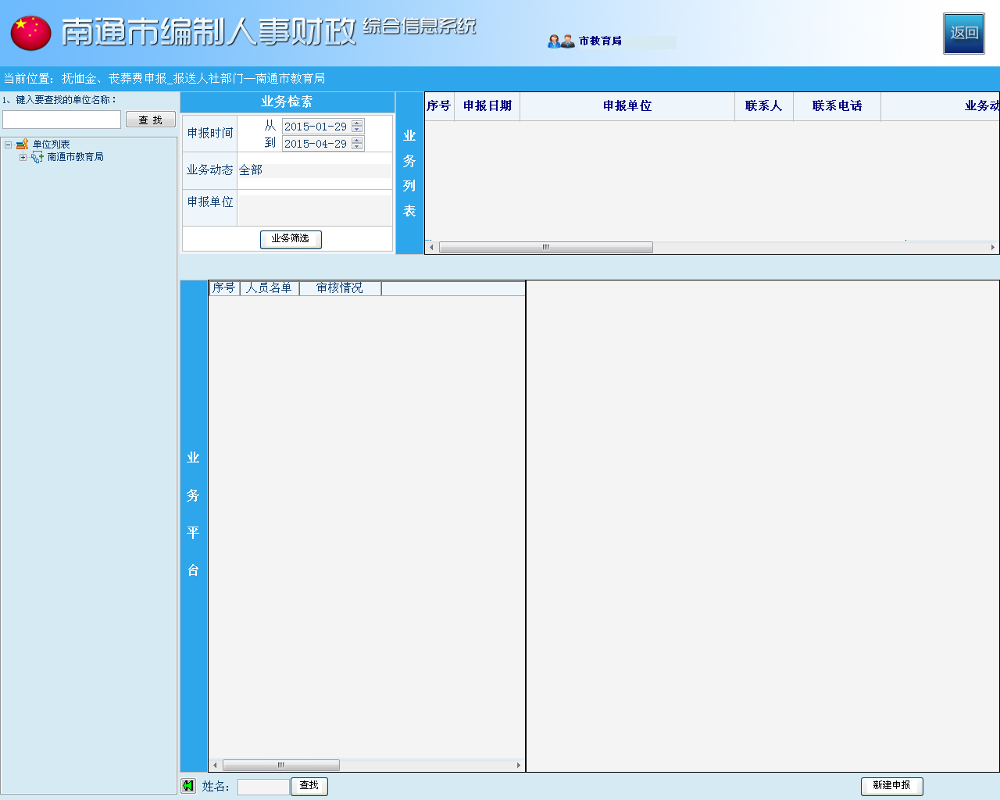 南通市编制人事财政 综合信息系统
市教育局
返回
当前位置：抚恤金、丧葬费申报_报送人社部门—南通市教育局
1、键入要查找的单位名称：
查 找
单位列表
南通市教育局
业务检索
申报时间 从 2015-01-29
到 2015-04-29
业务动态 全部
申报单位
业务筛选
业
务
列
表
序号 申报日期 申报单位 联系人 联系电话 业务动
业
务
平
台
序号 人员名单 审核情况
姓名： 查找
新建申报